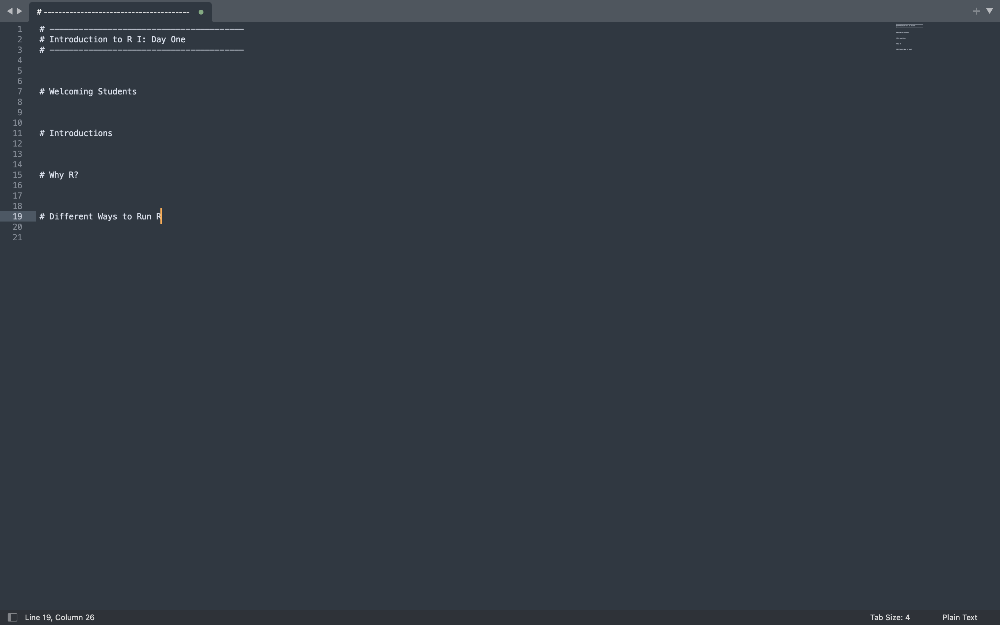 # ----------------------------------------
1 # ----------------------------------------
2 # Introduction to R I: Day One
3 # ----------------------------------------
4
5
6
7 # Welcoming Students
8
9
10
11 # Introductions
12
13
14
15 # Why R?
16
17
18
19 # Different Ways to Run R
20
21
Line 19, Column 26
Tab Size: 4
Plain Text